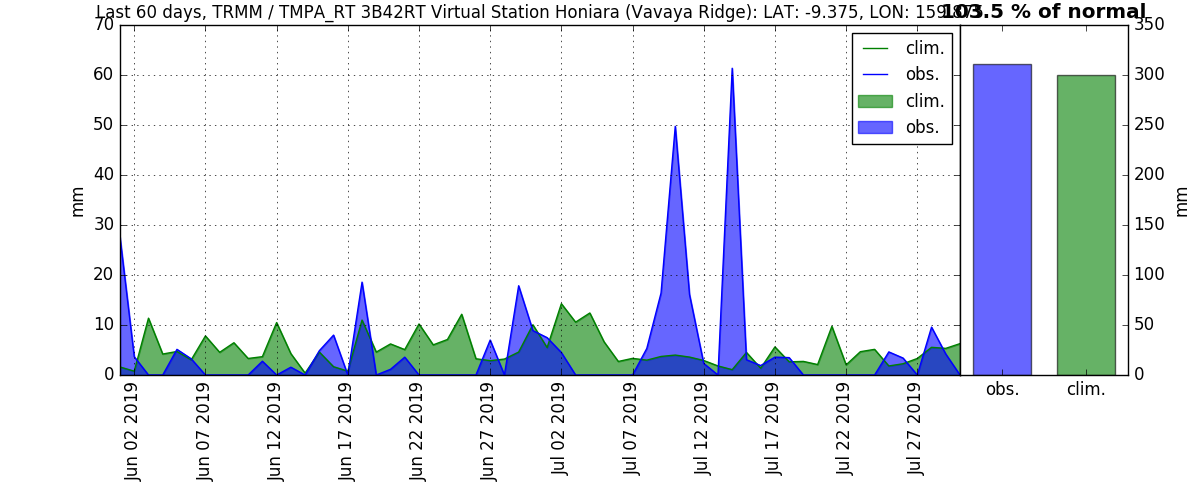 Last 60 days, TRMM / TMPA_RT 3B42RT Virtual Station Honiara (Vavaya Ridge): LAT: -9.375, LON:
103.5 % of normal
70
60
50
40
30
20
10
0
mm
clim.
obs.
clim.
obs.
350
300
250
200
150
100
50
0
mm
Jun 02 2019
Jun 07 2019
Jun 12 2019
Jun 17 2019
Jun 22 2019
Jun 27 2019
Jul 02 2019
Jul 07 2019
Jul 12 2019
Jul 17 2019
Jul 22 2019
Jul 27 2019
obs.
clim.